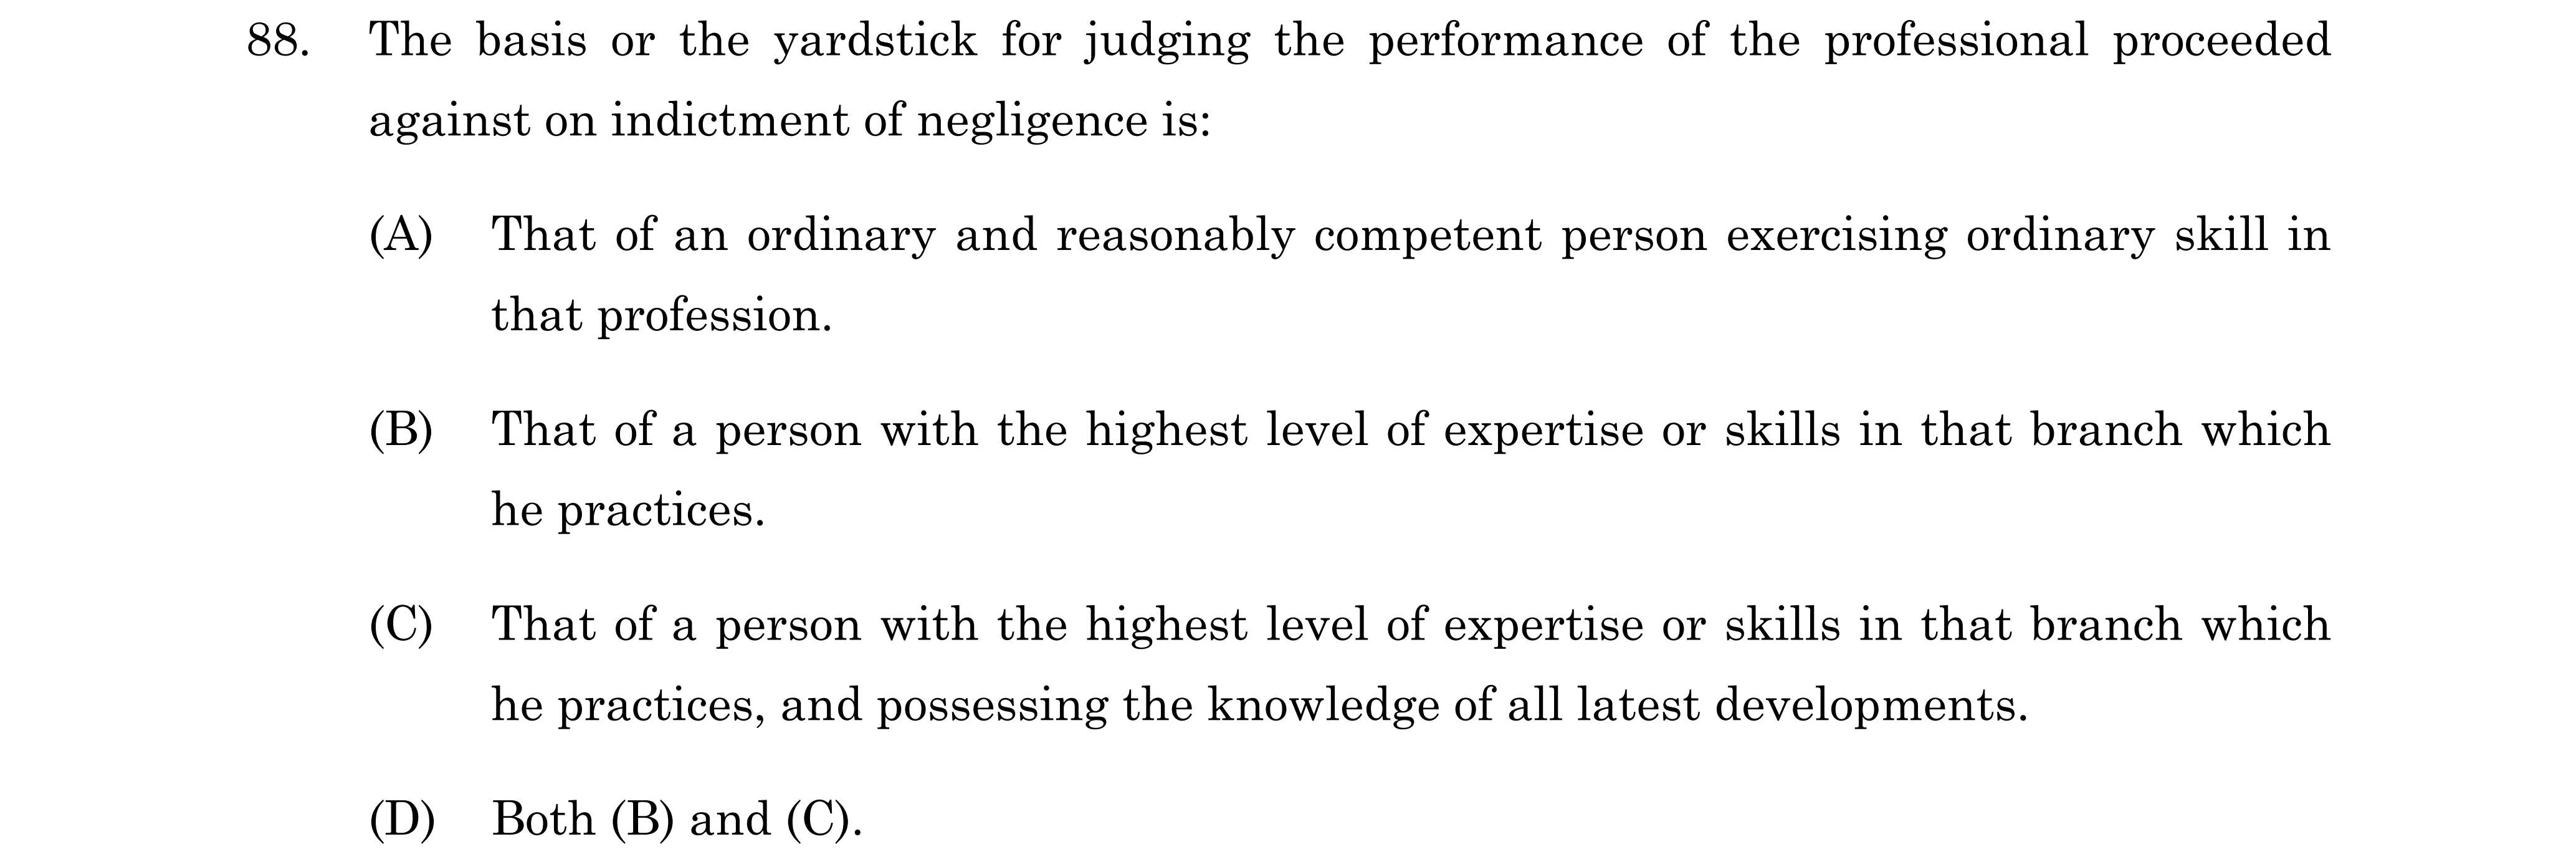 88. The basis or the yardstick for judging the performance of the professional proceeded
against on indictment of negligence is:
(A) That of an ordinary and reasonably competent person exercising ordinary skill in
that profession.
(B) That of a person with the highest level of expertise or skills in that branch which
he practices.
(C) That of a person with the highest level of expertise or skills in that branch which
he practices, and possessing the knowledge of all latest developments.
(D) Both (B) and (C).